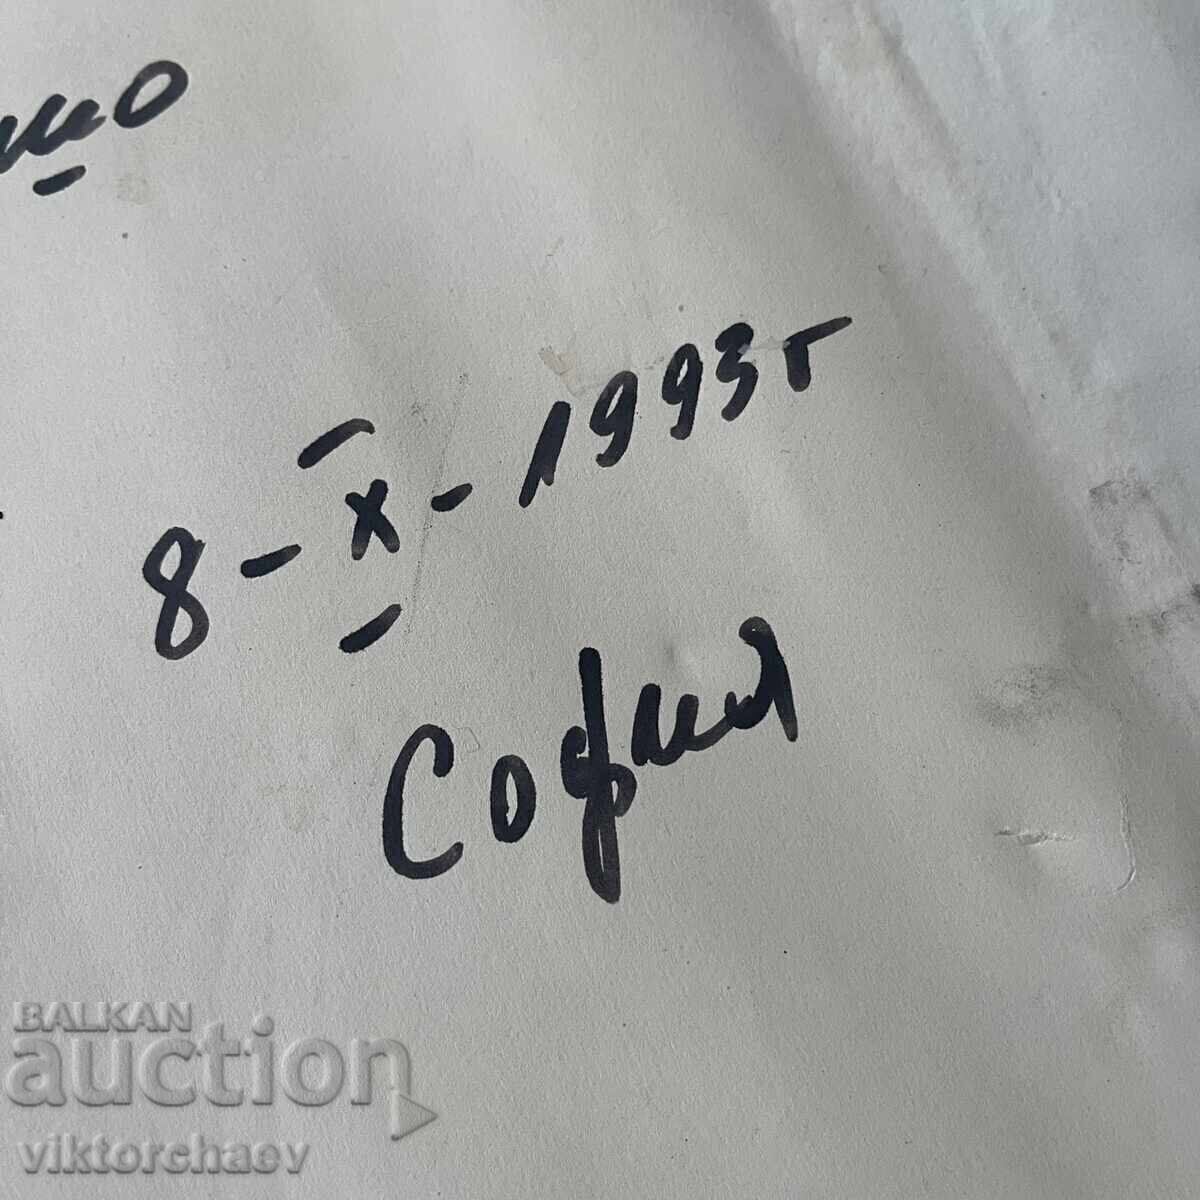 8-X-1993г
София
BALKAN
auction
viktorchaev